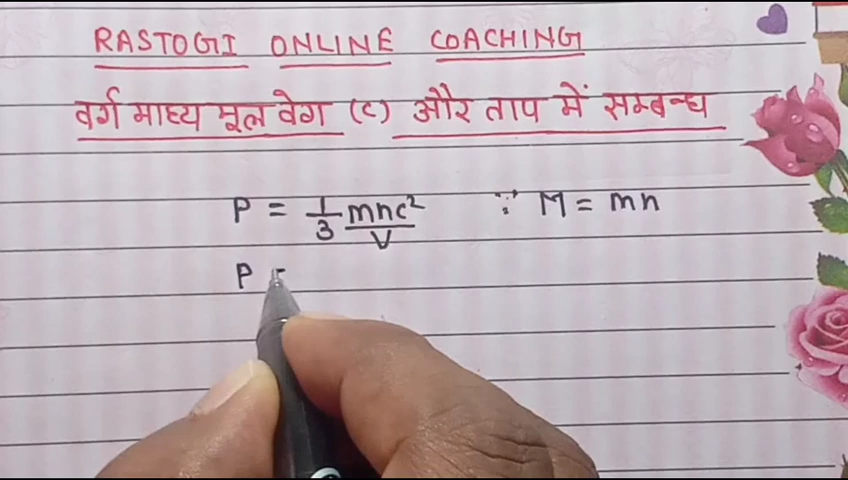 RASTOGI ONLINE COACHING
वर्ग माध्य मूल वेग (c) और ताप में सम्बन्ध
P = 1/3 mnc²/V ∵ M = mn
P =